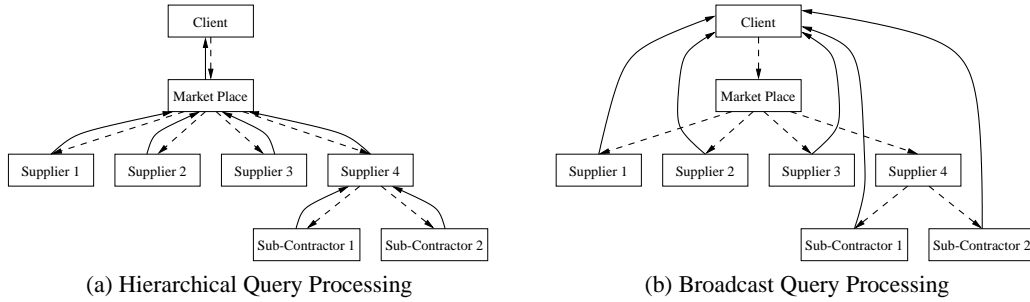 Client
Market Place
Supplier 1
Supplier 2
Supplier 3
Supplier 4
Sub-Contractor 1
Sub-Contractor 2
(a) Hierarchical Query Processing
Client
Market Place
Supplier 1
Supplier 2
Supplier 3
Supplier 4
Sub-Contractor 1
Sub-Contractor 2
(b) Broadcast Query Processing